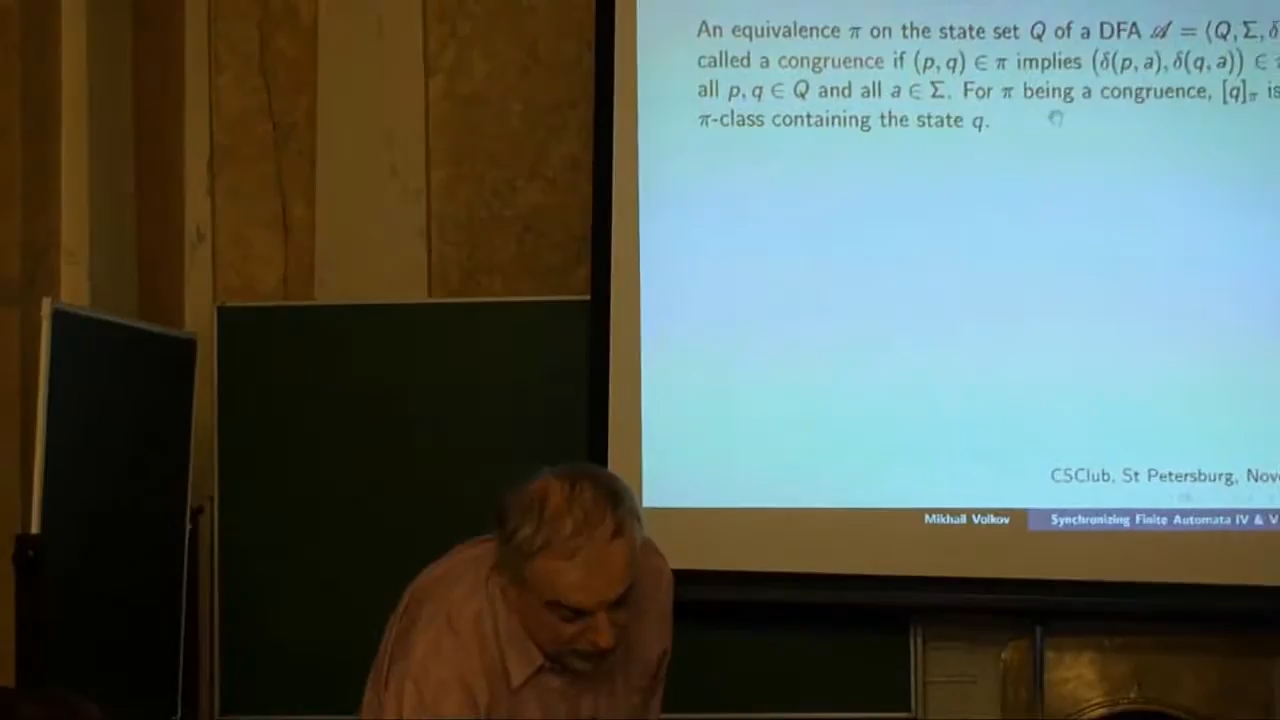 An equivalence π on the state set Q of a DFA 𝒜 = ⟨Q, Σ, δ
called a congruence if (p, q) ∈ π implies (δ(p, a), δ(q, a)) ∈
all p, q ∈ Q and all a ∈ Σ. For π being a congruence, [q]π is
π-class containing the state q.
CSClub, St Petersburg, Nov
Mikhail Volkov Synchronizing Finite Automata IV & V